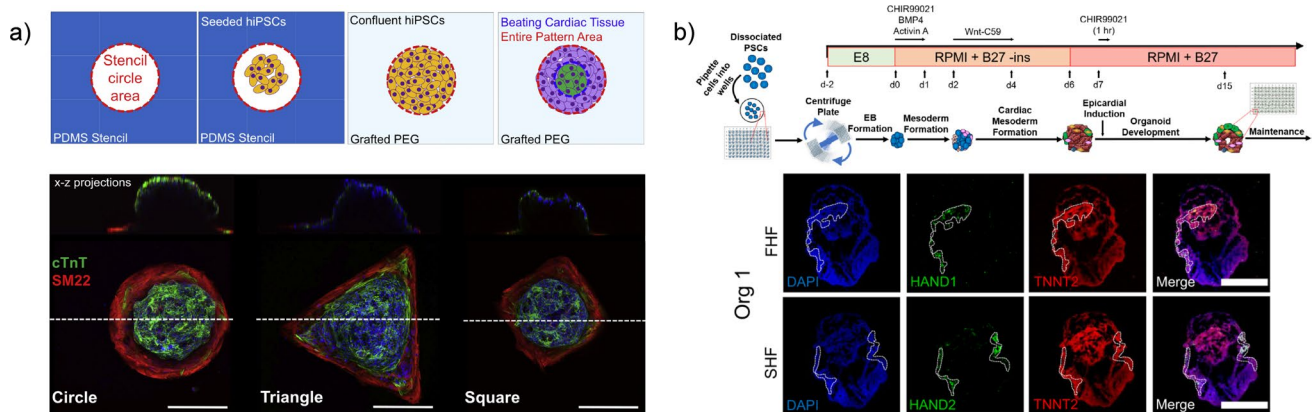 a)
Stencil
circle
area
PDMS Stencil
Seeded hiPSCs
PDMS Stencil
Confluent hiPSCs
Grafted PEG
Beating Cardiac Tissue
Entire Pattern Area
Grafted PEG
x-z projections
cTnT
SM22
Circle
Triangle
Square
b)
CHIR99021
BMP4
Activin A
Wnt-C59
CHIR99021
(1 hr)
Dissociated
PSCs
Pipette cells into
wells
E8
RPMI + B27 -ins
RPMI + B27
d-2
d0
d1
d2
d4
d6
d7
d15
Centrifuge
Plate
EB
Formation
Mesoderm
Formation
Cardiac
Mesoderm
Formation
Epicardial
Induction
Organoid
Development
Maintenance
Org 1
FHF
DAPI
HAND1
TNNT2
Merge
SHF
DAPI
HAND2
TNNT2
Merge